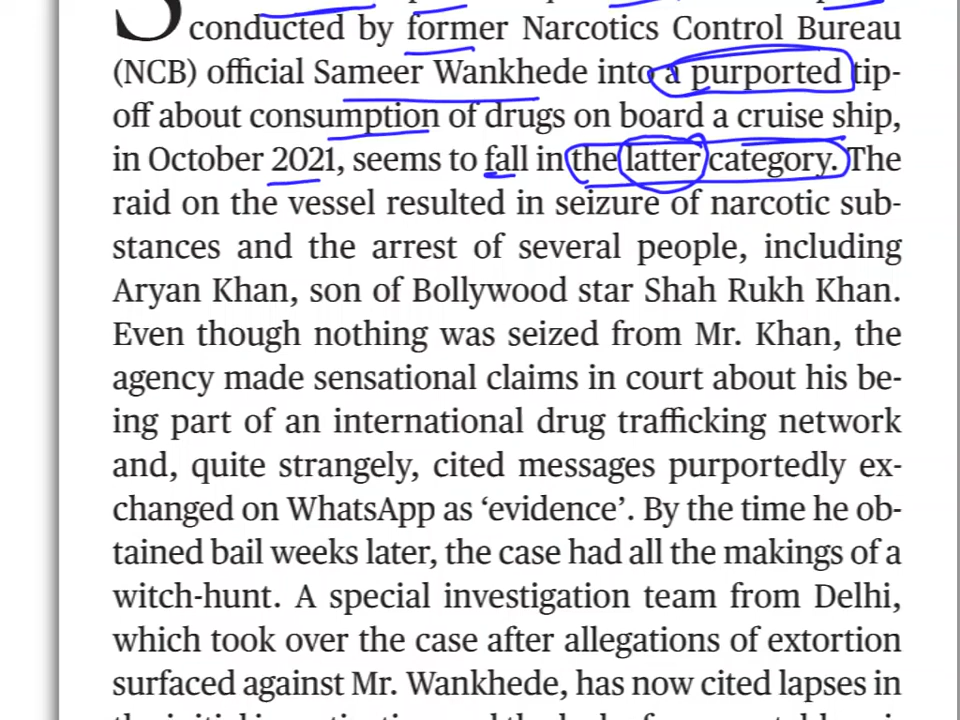 S
conducted by former Narcotics Control Bureau
(NCB) official Sameer Wankhede into a purported tip-
off about consumption of drugs on board a cruise ship,
in October 2021, seems to fall in the latter category. The
raid on the vessel resulted in seizure of narcotic sub-
stances and the arrest of several people, including
Aryan Khan, son of Bollywood star Shah Rukh Khan.
Even though nothing was seized from Mr. Khan, the
agency made sensational claims in court about his be-
ing part of an international drug trafficking network
and, quite strangely, cited messages purportedly ex-
changed on WhatsApp as ‘evidence’. By the time he ob-
tained bail weeks later, the case had all the makings of a
witch-hunt. A special investigation team from Delhi,
which took over the case after allegations of extortion
surfaced against Mr. Wankhede, has now cited lapses in